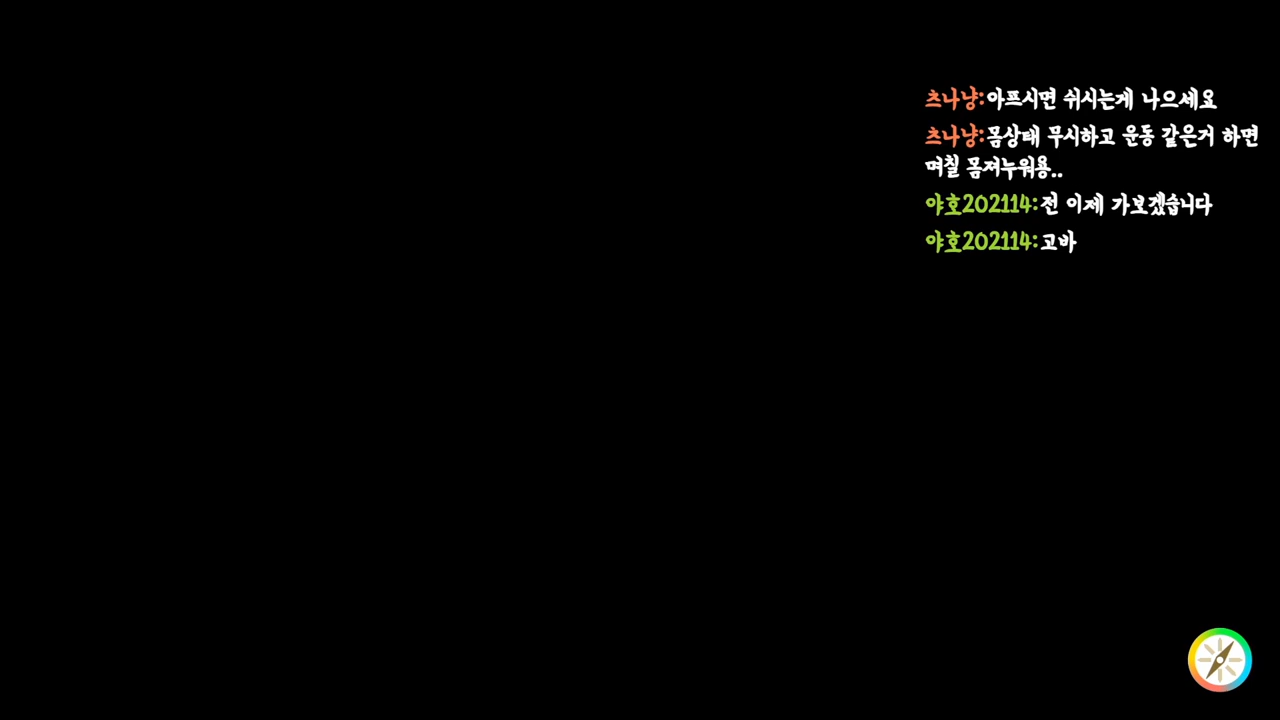 츠나냥:아프시면 쉬시는게 나으세요
츠나냥:몸상태 무시하고 운동 같은거 하면
며칠 몸져누워용..
야호202114:전 이제 가보겠습니다
야호202114:고바